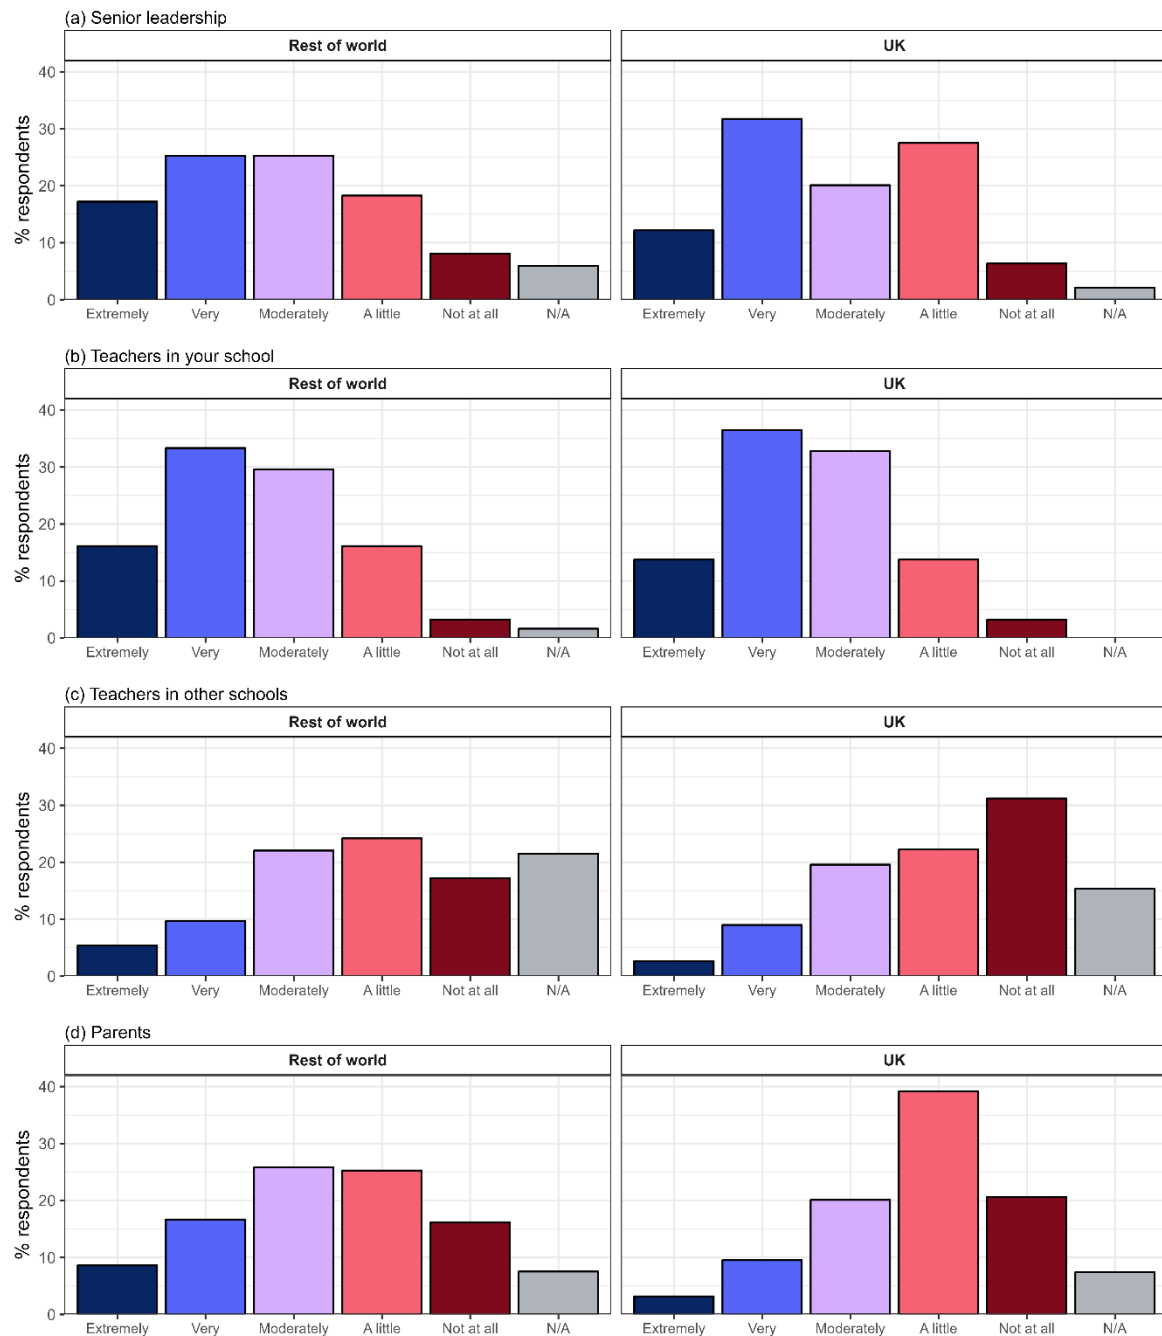 (a) Senior leadership
Rest of world
UK
% respondents
40
30
20
10
0
Extremely Very Moderately A little Not at all N/A
Extremely Very Moderately A little Not at all N/A
(b) Teachers in your school
Rest of world
UK
% respondents
40
30
20
10
0
Extremely Very Moderately A little Not at all N/A
Extremely Very Moderately A little Not at all N/A
(c) Teachers in other schools
Rest of world
UK
% respondents
40
30
20
10
0
Extremely Very Moderately A little Not at all N/A
Extremely Very Moderately A little Not at all N/A
(d) Parents
Rest of world
UK
% respondents
40
30
20
10
0
Extremely Very Moderately A little Not at all N/A
Extremely Very Moderately A little Not at all N/A